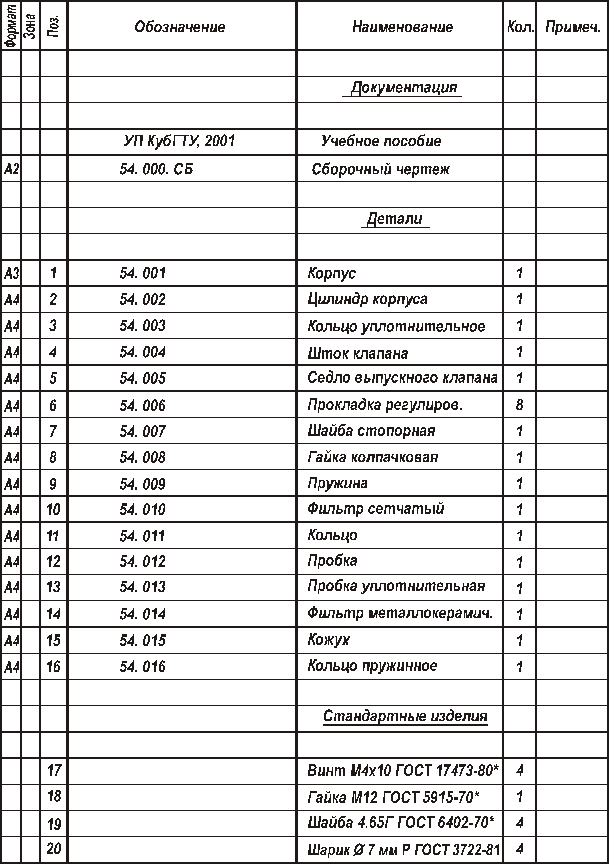 Формат Зона Поз. Обозначение Наименование Кол. Примеч.
Документация
УП КубГТУ, 2001 Учебное пособие
А2 54. 000. СБ Сборочный чертеж
Детали
А3 1 54. 001 Корпус 1
А4 2 54. 002 Цилиндр корпуса 1
А4 3 54. 003 Кольцо уплотнительное 1
А4 4 54. 004 Шток клапана 1
А4 5 54. 005 Седло выпускного клапана 1
А4 6 54. 006 Прокладка регулиров. 8
А4 7 54. 007 Шайба стопорная 1
А4 8 54. 008 Гайка колпачковая 1
А4 9 54. 009 Пружина 1
А4 10 54. 010 Фильтр сетчатый 1
А4 11 54. 011 Кольцо 1
А4 12 54. 012 Пробка 1
А4 13 54. 013 Пробка уплотнительная 1
А4 14 54. 014 Фильтр металлокерамич. 1
А4 15 54. 015 Кожух 1
А4 16 54. 016 Кольцо пружинное 1
Стандартные изделия
17 Винт М4х10 ГОСТ 17473-80* 4
18 Гайка М12 ГОСТ 5915-70* 1
19 Шайба 4.65Г ГОСТ 6402-70* 4
20 Шарик Ø 7 мм Р ГОСТ 3722-81 4